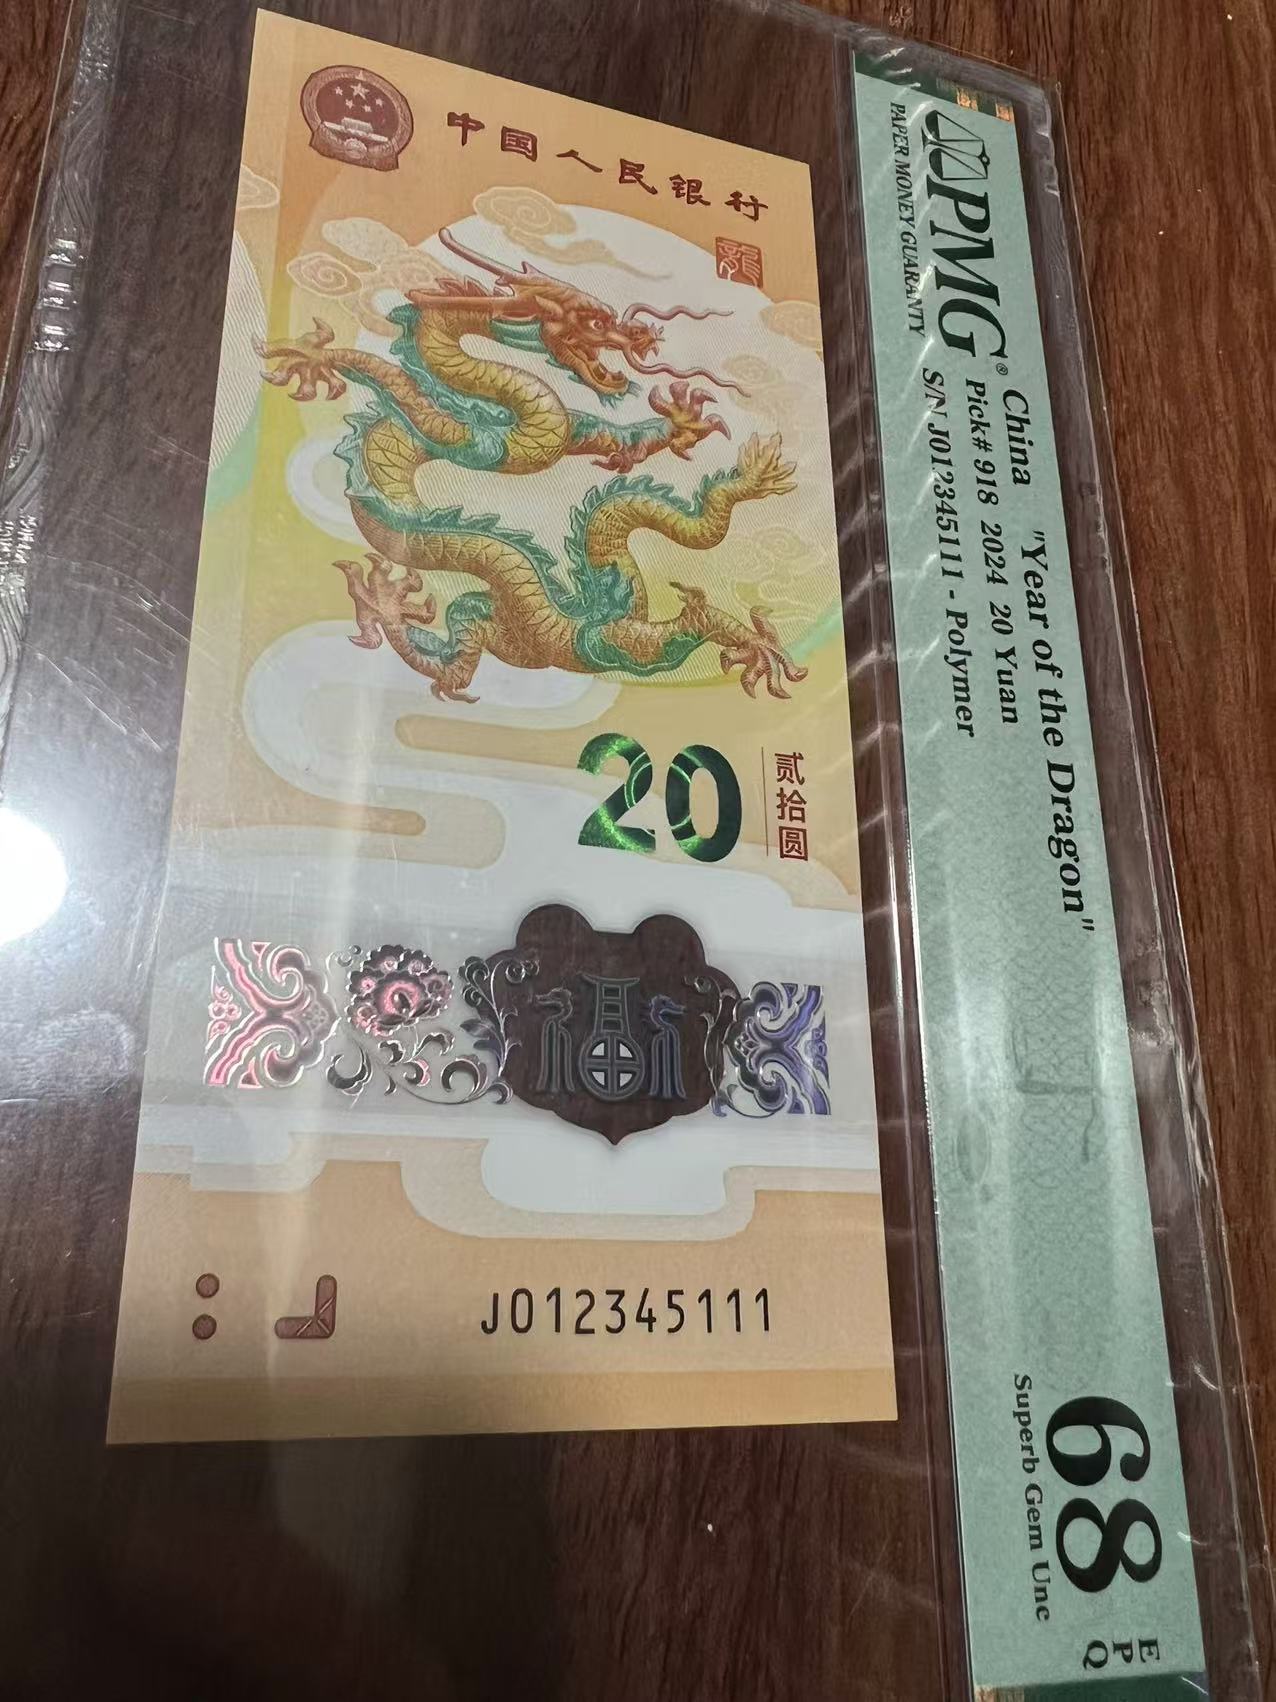 中国人民银行
龍
20
贰拾圆
J012345111
PMG®
PAPER MONEY GUARANTY
China "Year of the Dragon"
Pick# 918 2024 20 Yuan
S/N J012345111 - Polymer
68
EPQ
Superb Gem Unc